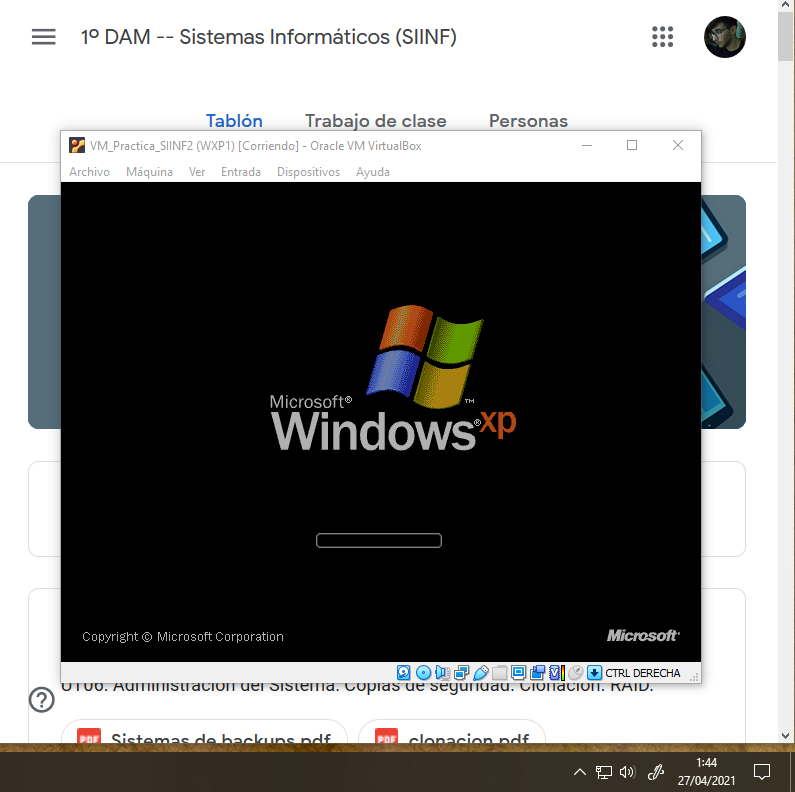 1º DAM -- Sistemas Informáticos (SIINF)
Tablón Trabajo de clase Personas
VM_Practica_SIINF2 (WXP1) [Corriendo] - Oracle VM VirtualBox
Archivo Máquina Ver Entrada Dispositivos Ayuda
Microsoft®
Windows® xp ™
Copyright © Microsoft Corporation
Microsoft®
CTRL DERECHA
UT06. Administración del Sistema. Copias de seguridad. Clonación. RAID.
PDF Sistemas de backups.pdf PDF clonacion.pdf
1:44
27/04/2021